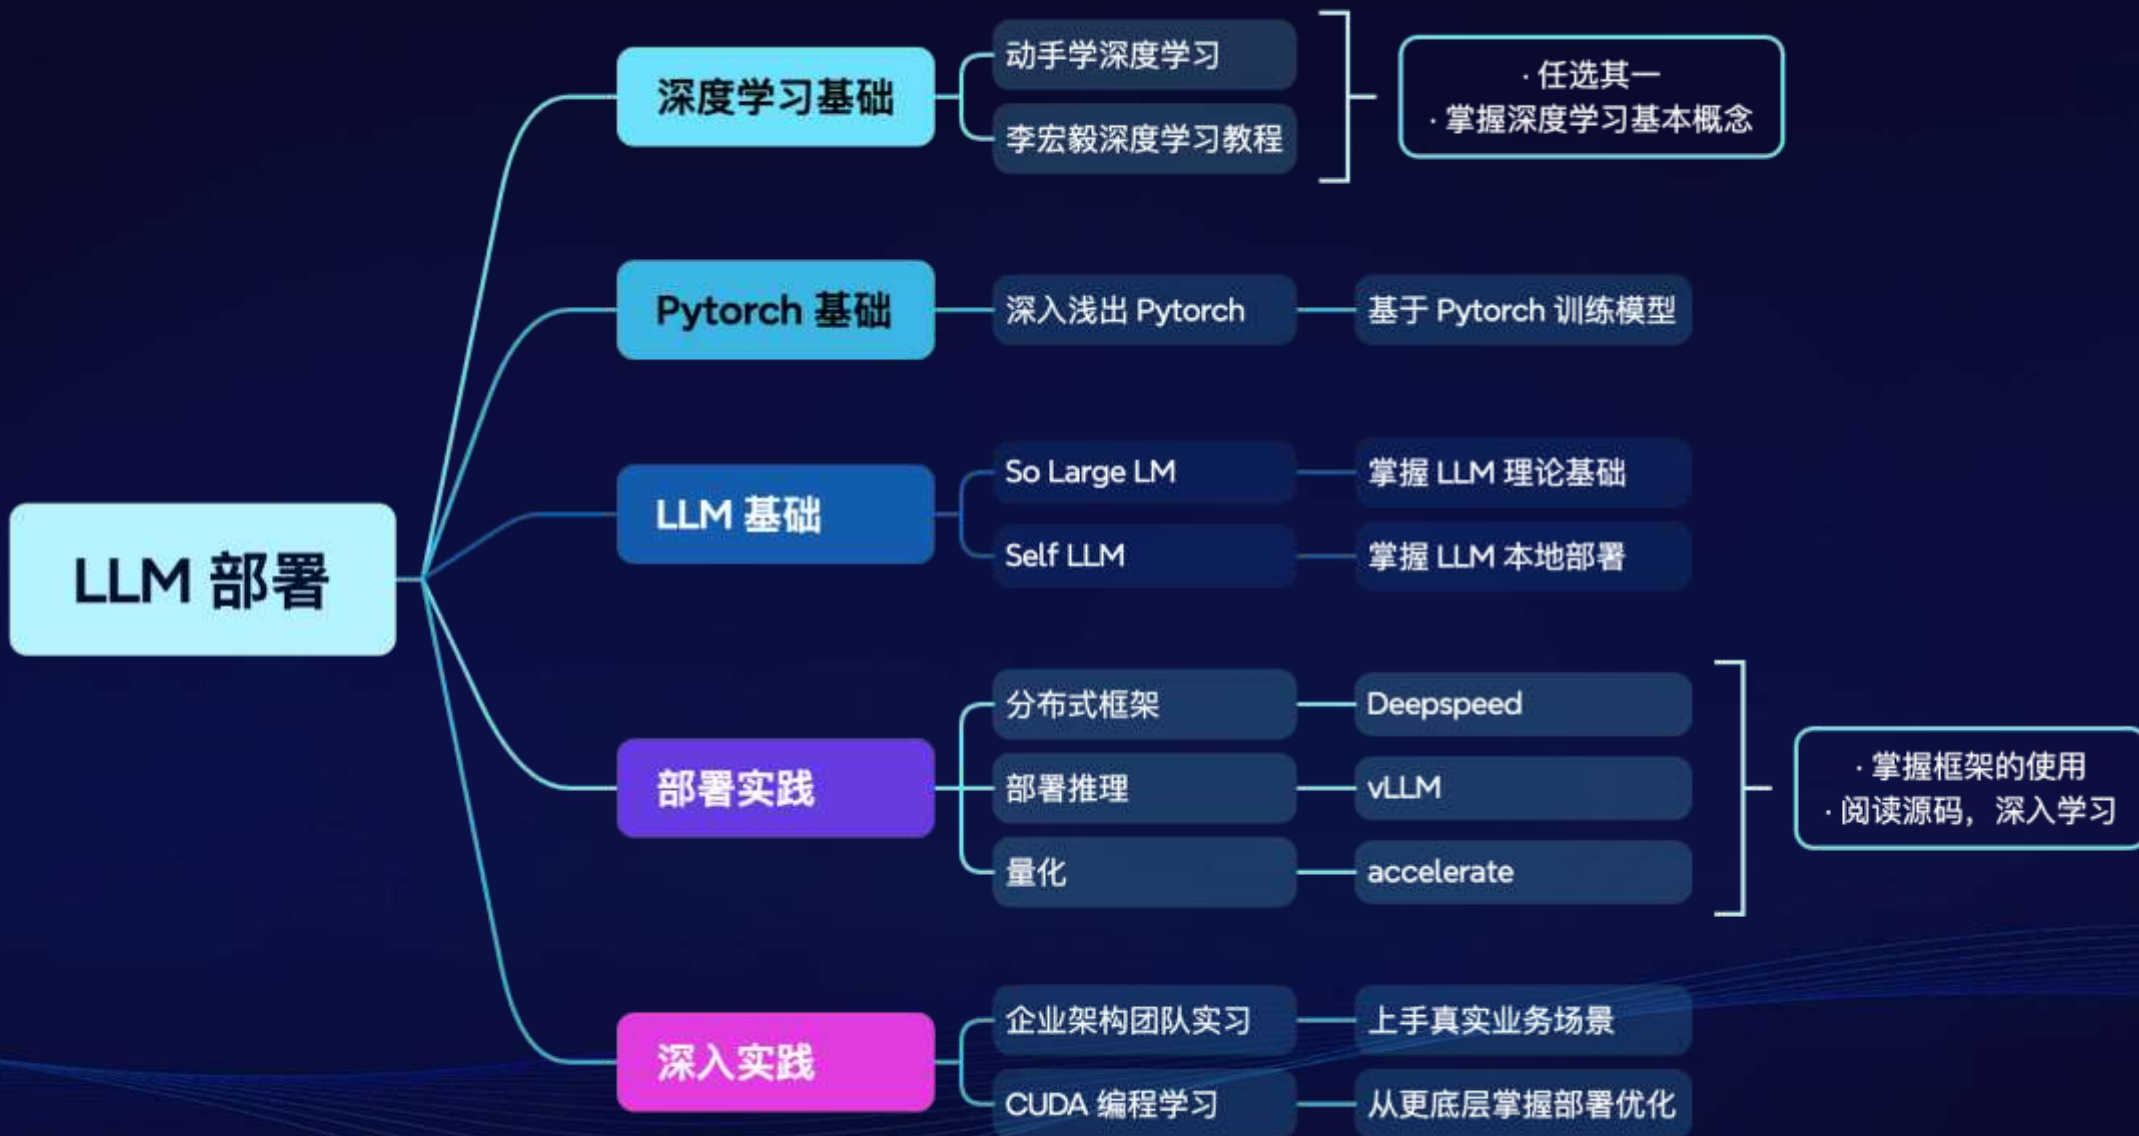 LLM 部署
深度学习基础
动手学深度学习
李宏毅深度学习教程
· 任选其一
· 掌握深度学习基本概念
Pytorch 基础
深入浅出 Pytorch
基于 Pytorch 训练模型
LLM 基础
So Large LM
掌握 LLM 理论基础
Self LLM
掌握 LLM 本地部署
部署实践
分布式框架
Deepspeed
部署推理
vLLM
量化
accelerate
· 掌握框架的使用
· 阅读源码，深入学习
深入实践
企业架构团队实习
上手真实业务场景
CUDA 编程学习
从更底层掌握部署优化